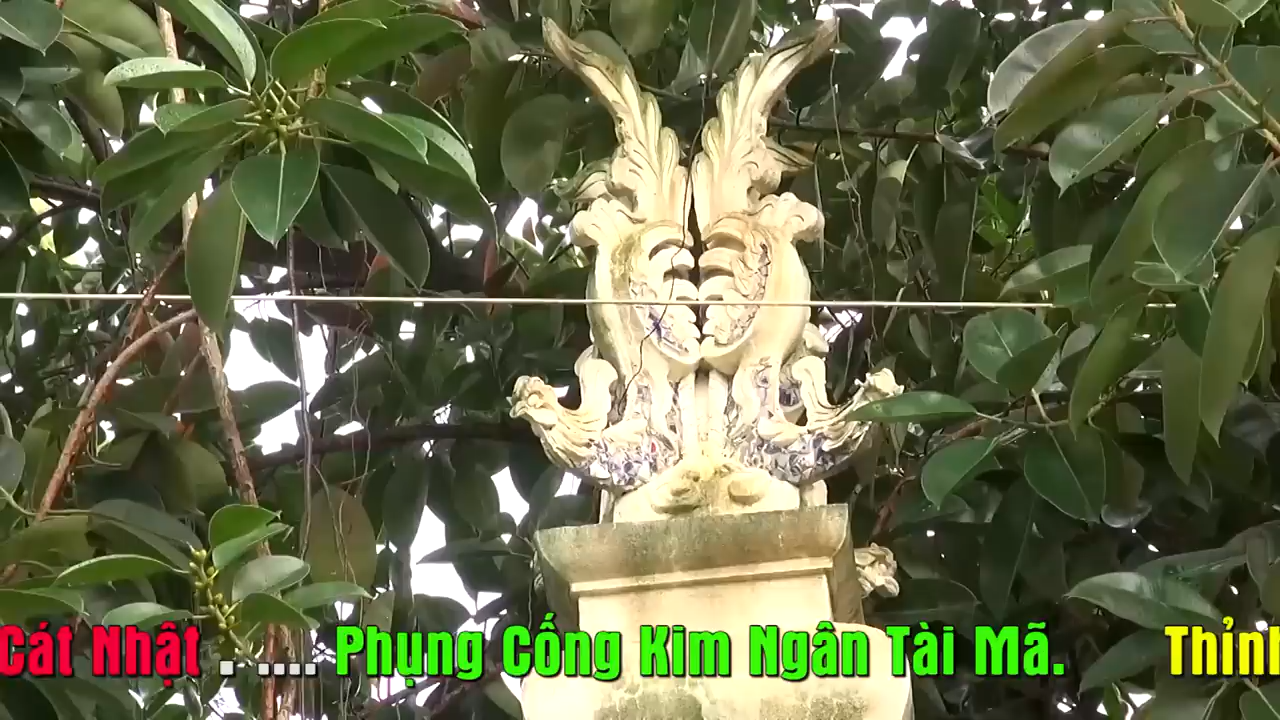 Cát Nhật . .... Phụng Cống Kim Ngân Tài Mã. Thỉnh